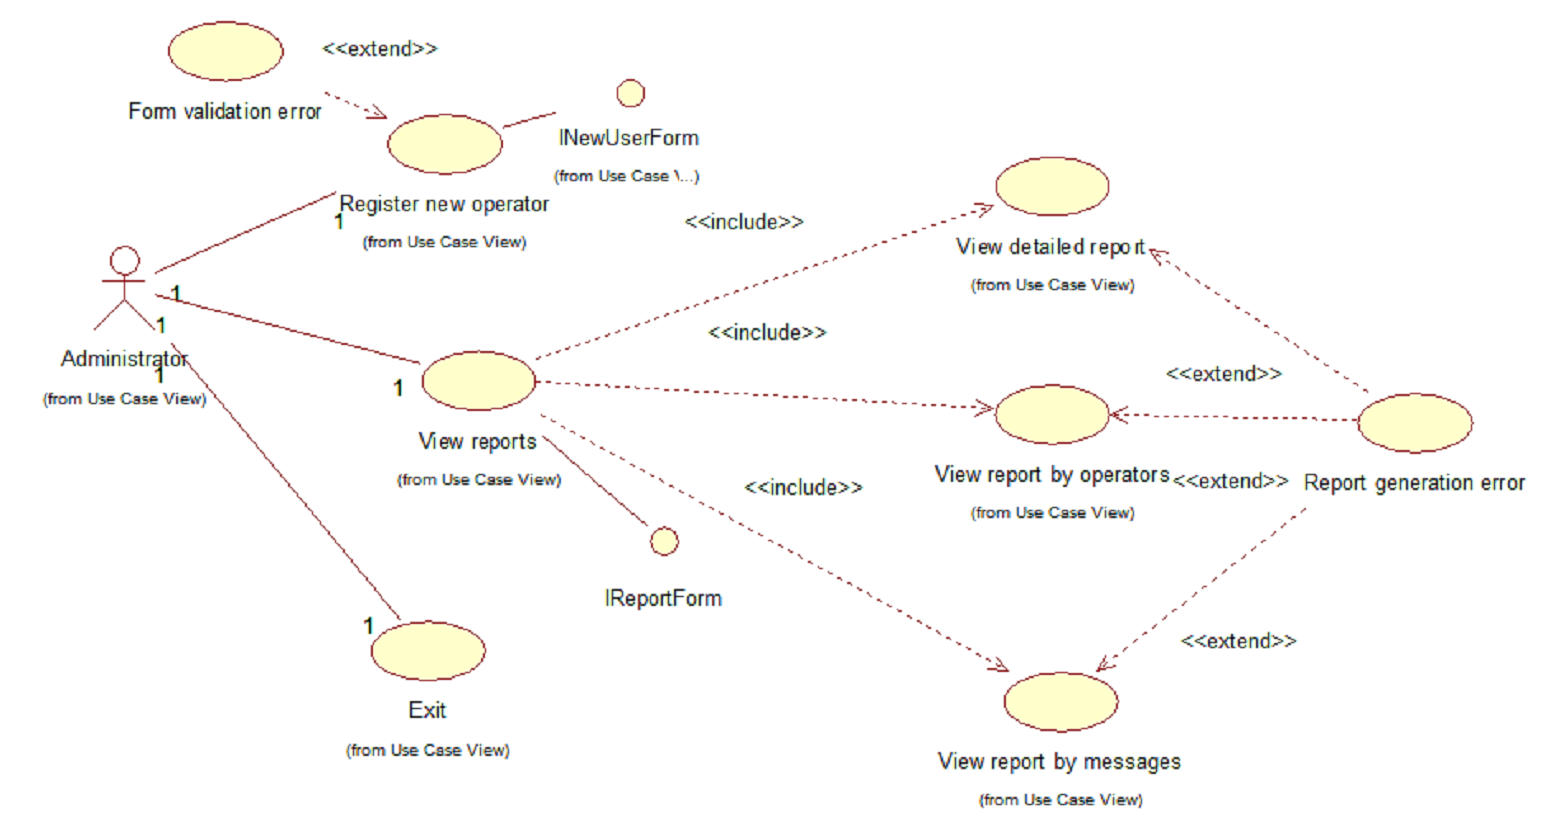 <<extend>>
Form validation error
INewUserForm
(from Use Case \...)
Register new operator
1
(from Use Case View)
<<include>>
View detailed report
(from Use Case View)
1
1
Administrator
1
(from Use Case View)
<<include>>
1
View reports
(from Use Case View)
<<extend>>
View report by operators
(from Use Case View)
<<extend>>
Report generation error
<<include>>
IReportForm
1
Exit
(from Use Case View)
<<extend>>
View report by messages
(from Use Case View)